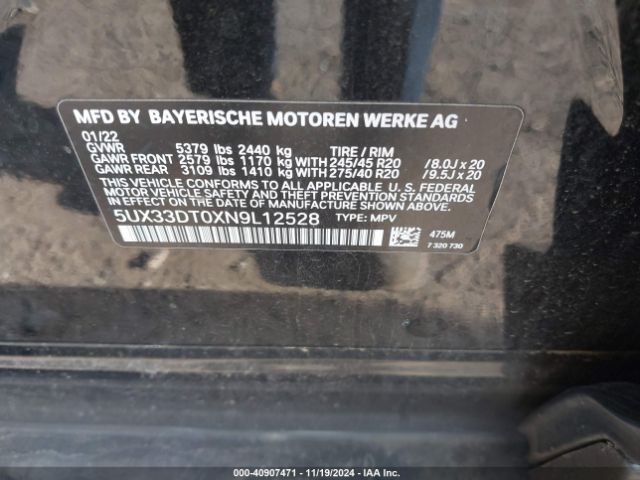 MFD BY BAYERISCHE MOTOREN WERKE AG
01/22
GVWR 5379 lbs 2440 kg TIRE / RIM
GAWR FRONT 2579 lbs 1170 kg WITH 245/45 R20 /8.0J x 20
GAWR REAR 3109 lbs 1410 kg WITH 275/40 R20 /9.5J x 20
THIS VEHICLE CONFORMS TO ALL APPLICABLE U. S. FEDERAL
MOTOR VEHICLE SAFETY AND THEFT PREVENTION STANDARDS
IN EFFECT ON THE DATE OF MANUFACTURE SHOWN ABOVE.
5UX33DT0XN9L12528 TYPE: MPV
475M
7 320 730
000-40907471 | 11/19/2024 | IAA Inc.